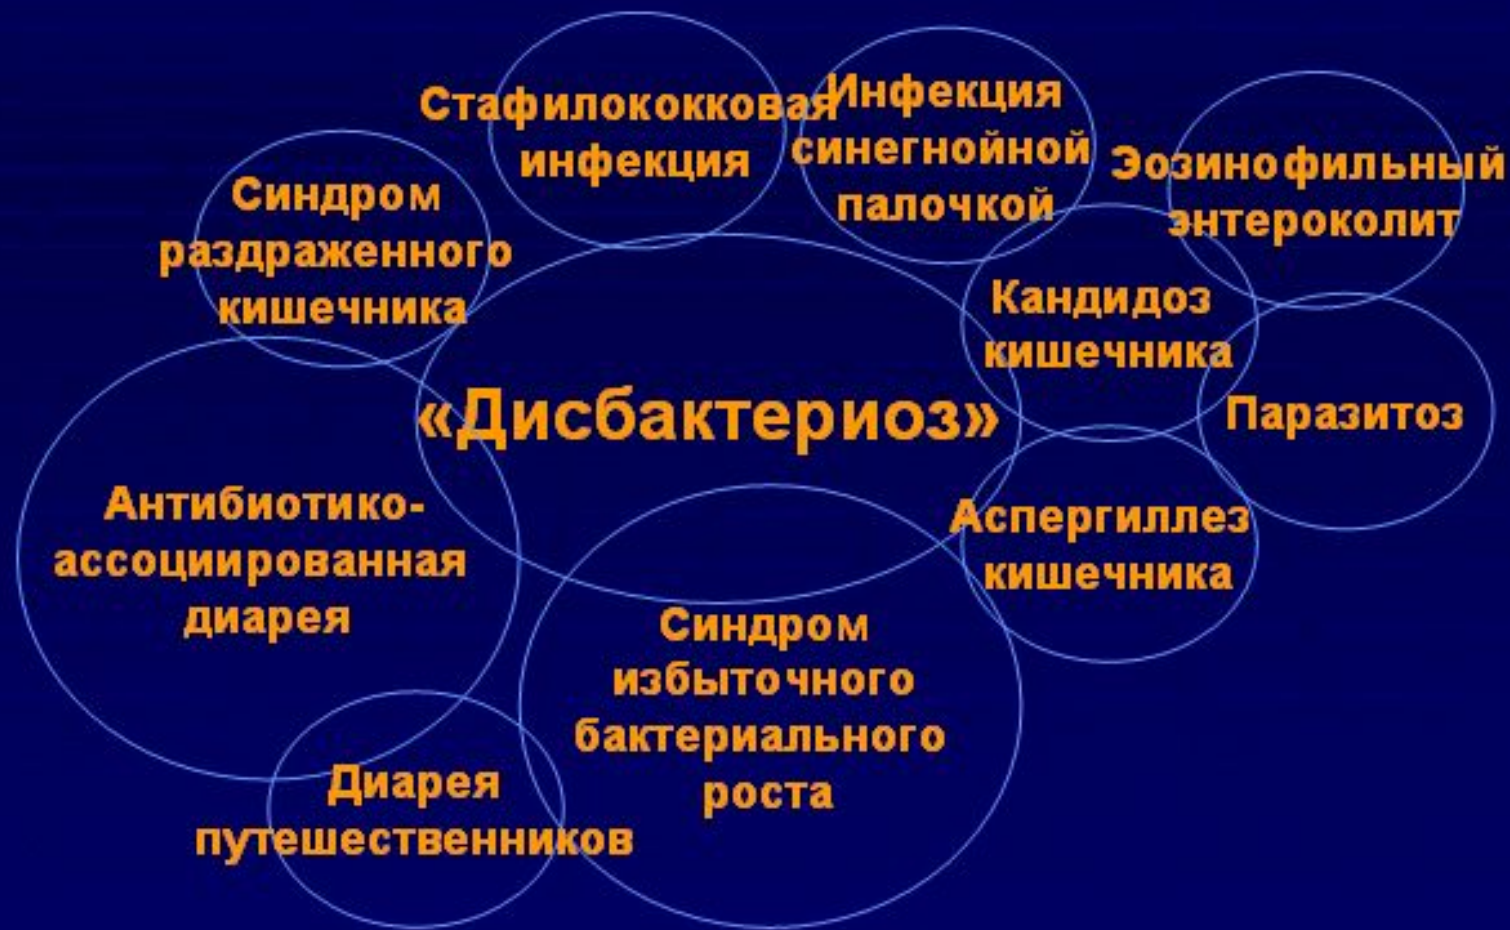 Стафилококковая
инфекция
Инфекция
синегнойной
палочкой
Эозинофильный
энтероколит
Синдром
раздраженного
кишечника
Кандидоз
кишечника
«Дисбактериоз»
Паразитоз
Антибиотико-
ассоциированная
диарея
Аспергиллез
кишечника
Синдром
избыточного
бактериального
роста
Диарея
путешественников